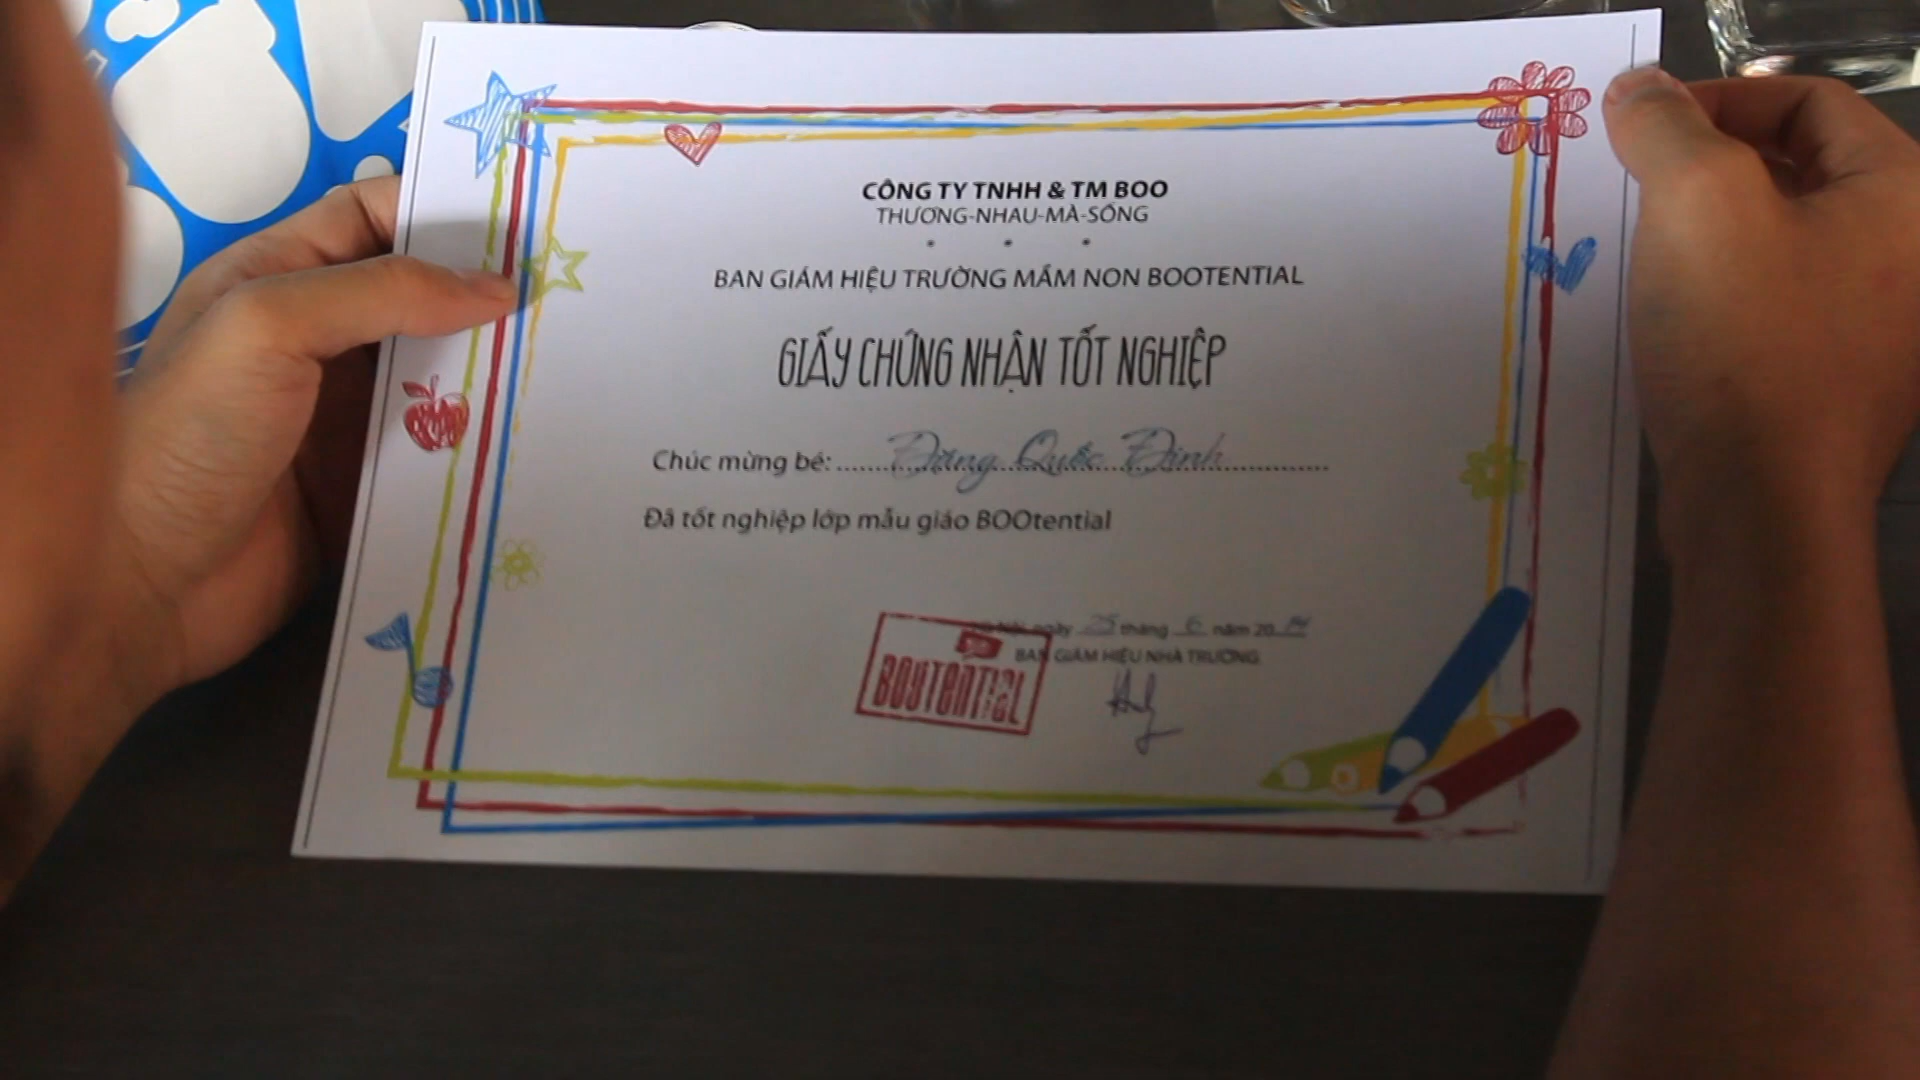 CÔNG TY TNHH & TM BOO
THƯƠNG-NHAU-MÀ-SỐNG
BAN GIÁM HIỆU TRƯỜNG MẦM NON BOOTENTIAL
GIẤY CHỨNG NHẬN TỐT NGHIỆP
Chúc mừng bé: Đặng Quốc Định
Đã tốt nghiệp lớp mẫu giáo BOOtential
ngày 25 tháng 6 năm 2014
BAN GIÁM HIỆU NHÀ TRƯỜNG
BOOTENTIAL